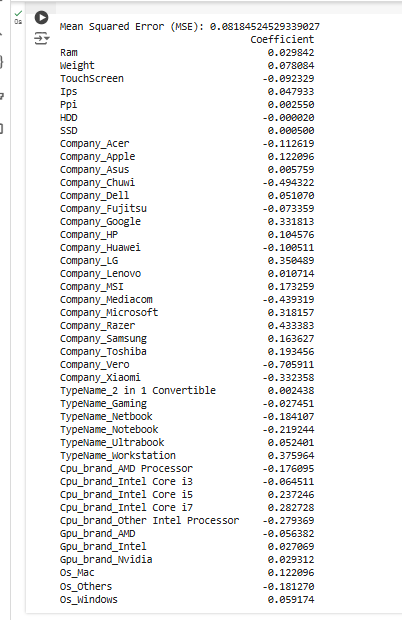 0s
Mean Squared Error (MSE): 0.08184524529339027
Coefficient
Ram 0.029842
Weight 0.078084
TouchScreen -0.092329
Ips 0.047933
Ppi 0.002550
HDD -0.000020
SSD 0.000500
Company_Acer -0.112619
Company_Apple 0.122096
Company_Asus 0.005759
Company_Chuwi -0.494322
Company_Dell 0.051070
Company_Fujitsu -0.073359
Company_Google 0.331813
Company_HP 0.104576
Company_Huawei -0.100511
Company_LG 0.350489
Company_Lenovo 0.010714
Company_MSI 0.173259
Company_Mediacom -0.439319
Company_Microsoft 0.318157
Company_Razer 0.433383
Company_Samsung 0.163627
Company_Toshiba 0.193456
Company_Vero -0.705911
Company_Xiaomi -0.332358
TypeName_2 in 1 Convertible 0.002438
TypeName_Gaming -0.027451
TypeName_Netbook -0.184107
TypeName_Notebook -0.219244
TypeName_Ultrabook 0.052401
TypeName_Workstation 0.375964
Cpu_brand_AMD Processor -0.176095
Cpu_brand_Intel Core i3 -0.064511
Cpu_brand_Intel Core i5 0.237246
Cpu_brand_Intel Core i7 0.282728
Cpu_brand_Other Intel Processor -0.279369
Gpu_brand_AMD -0.056382
Gpu_brand_Intel 0.027069
Gpu_brand_Nvidia 0.029312
Os_Mac 0.122096
Os_Others -0.181270
Os_Windows 0.059174